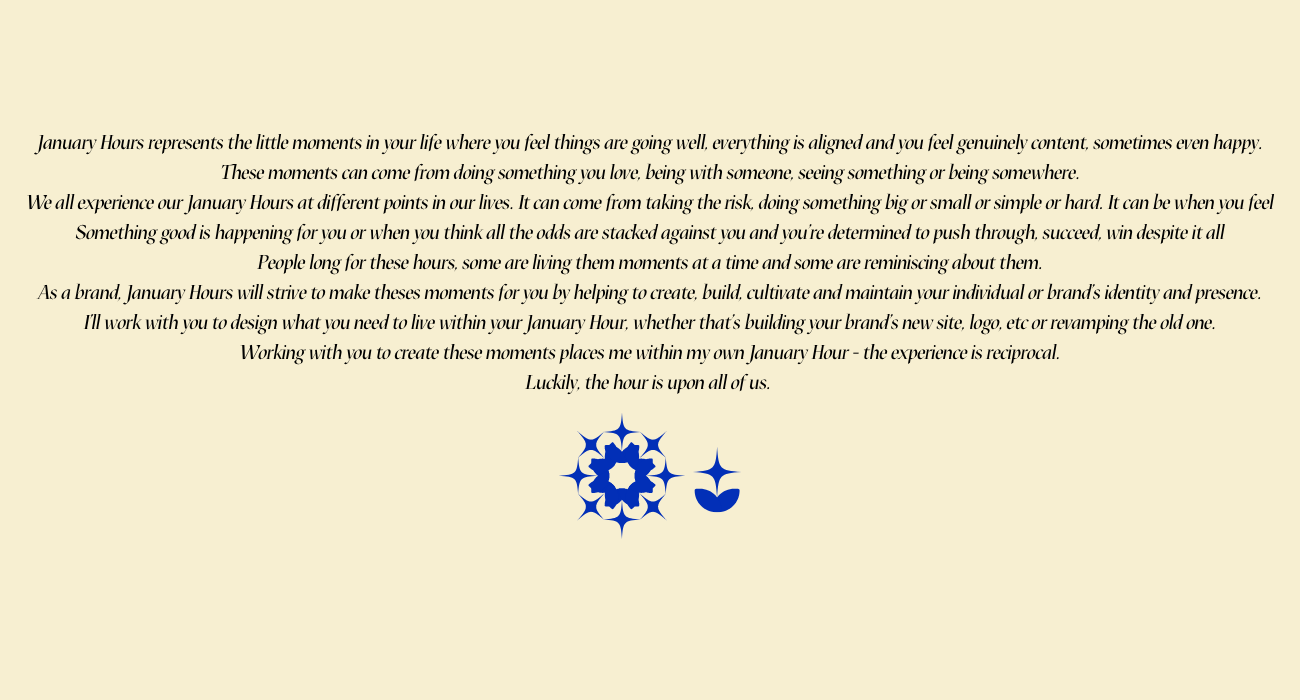 January Hours represents the little moments in your life where you feel things are going well, everything is aligned and you feel genuinely content, sometimes even happy.
These moments can come from doing something you love, being with someone, seeing something or being somewhere.
We all experience our January Hours at different points in our lives. It can come from taking the risk, doing something big or small or simple or hard. It can be when you feel
Something good is happening for you or when you think all the odds are stacked against you and you're determined to push through, succeed, win despite it all
People long for these hours, some are living them moments at a time and some are reminiscing about them.
As a brand, January Hours will strive to make theses moments for you by helping to create, build, cultivate and maintain your individual or brand's identity and presence.
I'll work with you to design what you need to live within your January Hour, whether that's building your brand's new site, logo, etc or revamping the old one.
Working with you to create these moments places me within my own January Hour - the experience is reciprocal.
Luckily, the hour is upon all of us.